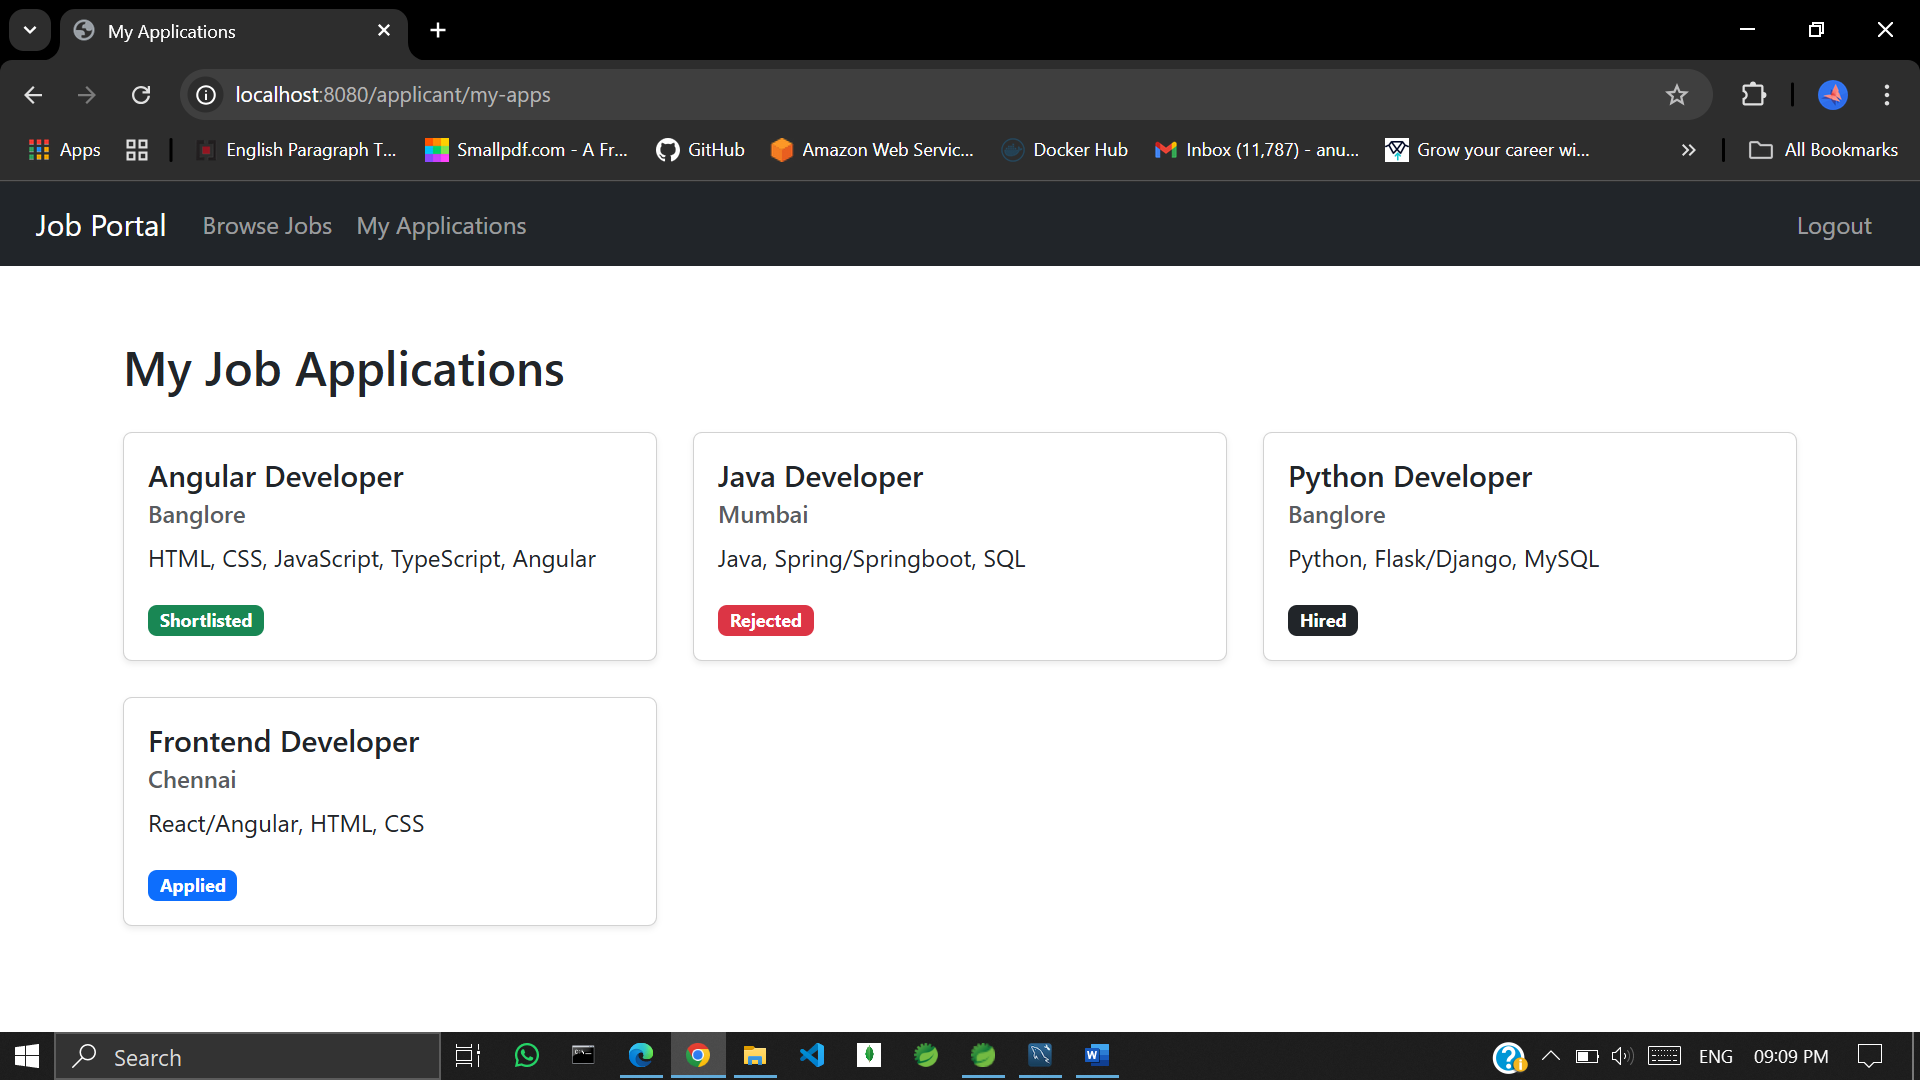 My Applications
localhost:8080/applicant/my-apps
Apps English Paragraph T... Smallpdf.com - A Fr... GitHub Amazon Web Servic... Docker Hub Inbox (11,787) - anu... Grow your career wi... » All Bookmarks
Job Portal Browse Jobs My Applications Logout
My Job Applications
Angular Developer
Banglore
HTML, CSS, JavaScript, TypeScript, Angular
Shortlisted
Java Developer
Mumbai
Java, Spring/Springboot, SQL
Rejected
Python Developer
Banglore
Python, Flask/Django, MySQL
Hired
Frontend Developer
Chennai
React/Angular, HTML, CSS
Applied
Search ENG 09:09 PM